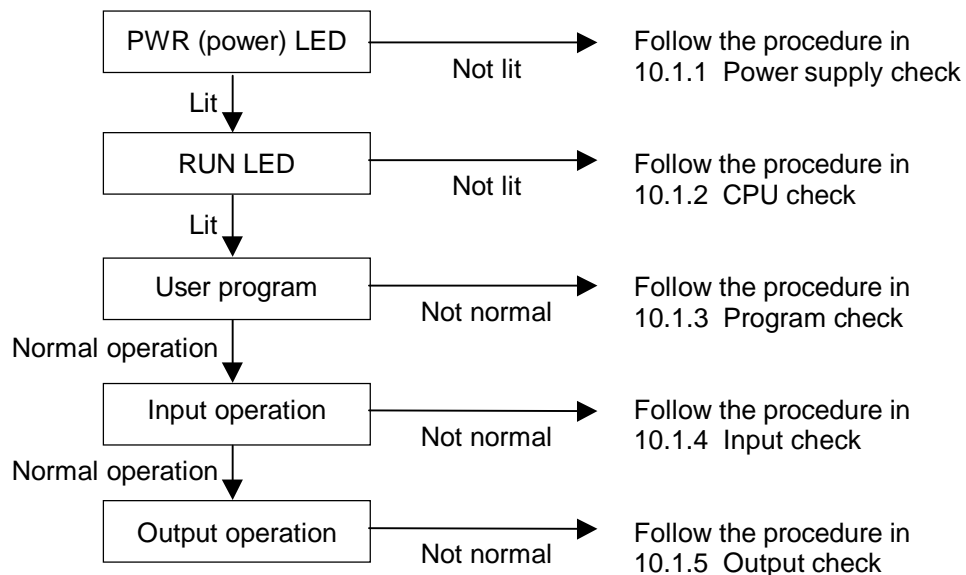 PWR (power) LED
Not lit
Follow the procedure in
10.1.1 Power supply check
Lit
RUN LED
Not lit
Follow the procedure in
10.1.2 CPU check
Lit
User program
Not normal
Follow the procedure in
10.1.3 Program check
Normal operation
Input operation
Not normal
Follow the procedure in
10.1.4 Input check
Normal operation
Output operation
Not normal
Follow the procedure in
10.1.5 Output check